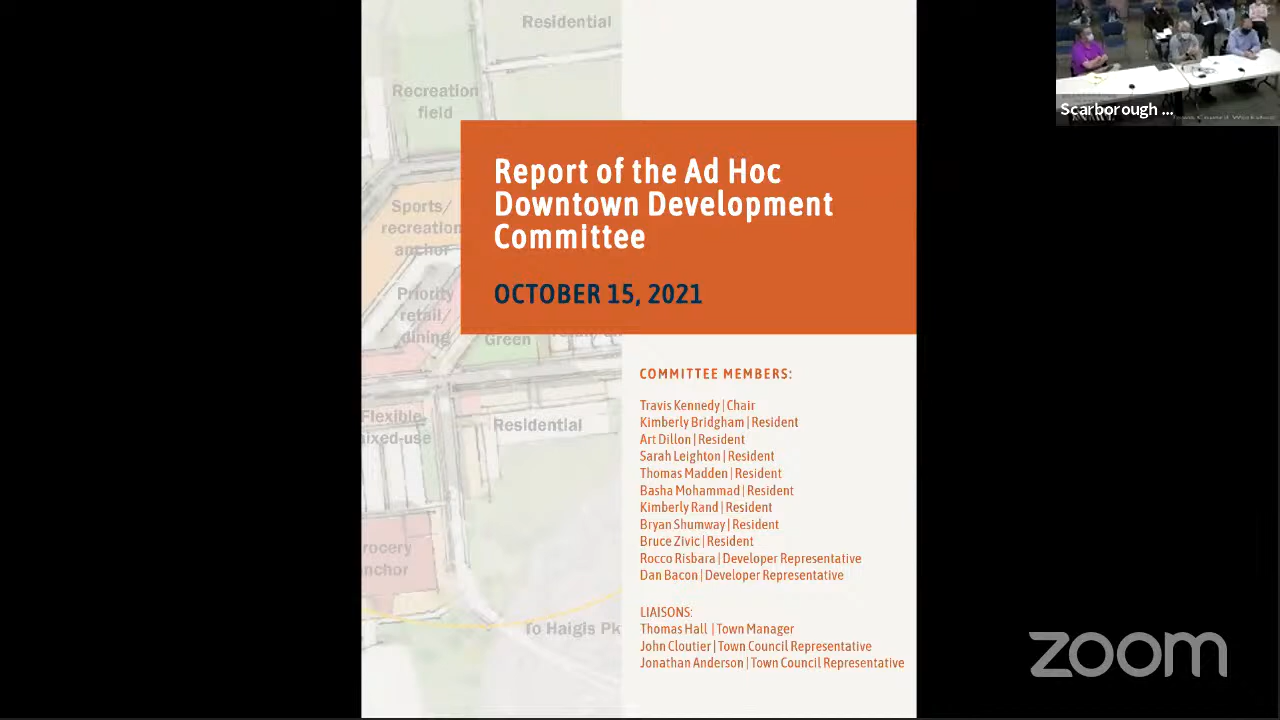 Residential
Recreation
field
Sports/
recreation
anchor
Priority
retail/
dining
Green
Flexible
ixed-use
Residential
rocery
nchor
To Haigis Pk
Report of the Ad Hoc
Downtown Development
Committee
OCTOBER 15, 2021
COMMITTEE MEMBERS:
Travis Kennedy | Chair
Kimberly Bridgham | Resident
Art Dillon | Resident
Sarah Leighton | Resident
Thomas Madden | Resident
Basha Mohammad | Resident
Kimberly Rand | Resident
Bryan Shumway | Resident
Bruce Zivic | Resident
Rocco Risbara | Developer Representative
Dan Bacon | Developer Representative
LIAISONS:
Thomas Hall | Town Manager
John Cloutier | Town Council Representative
Jonathan Anderson | Town Council Representative
Scarborough ...
zoom